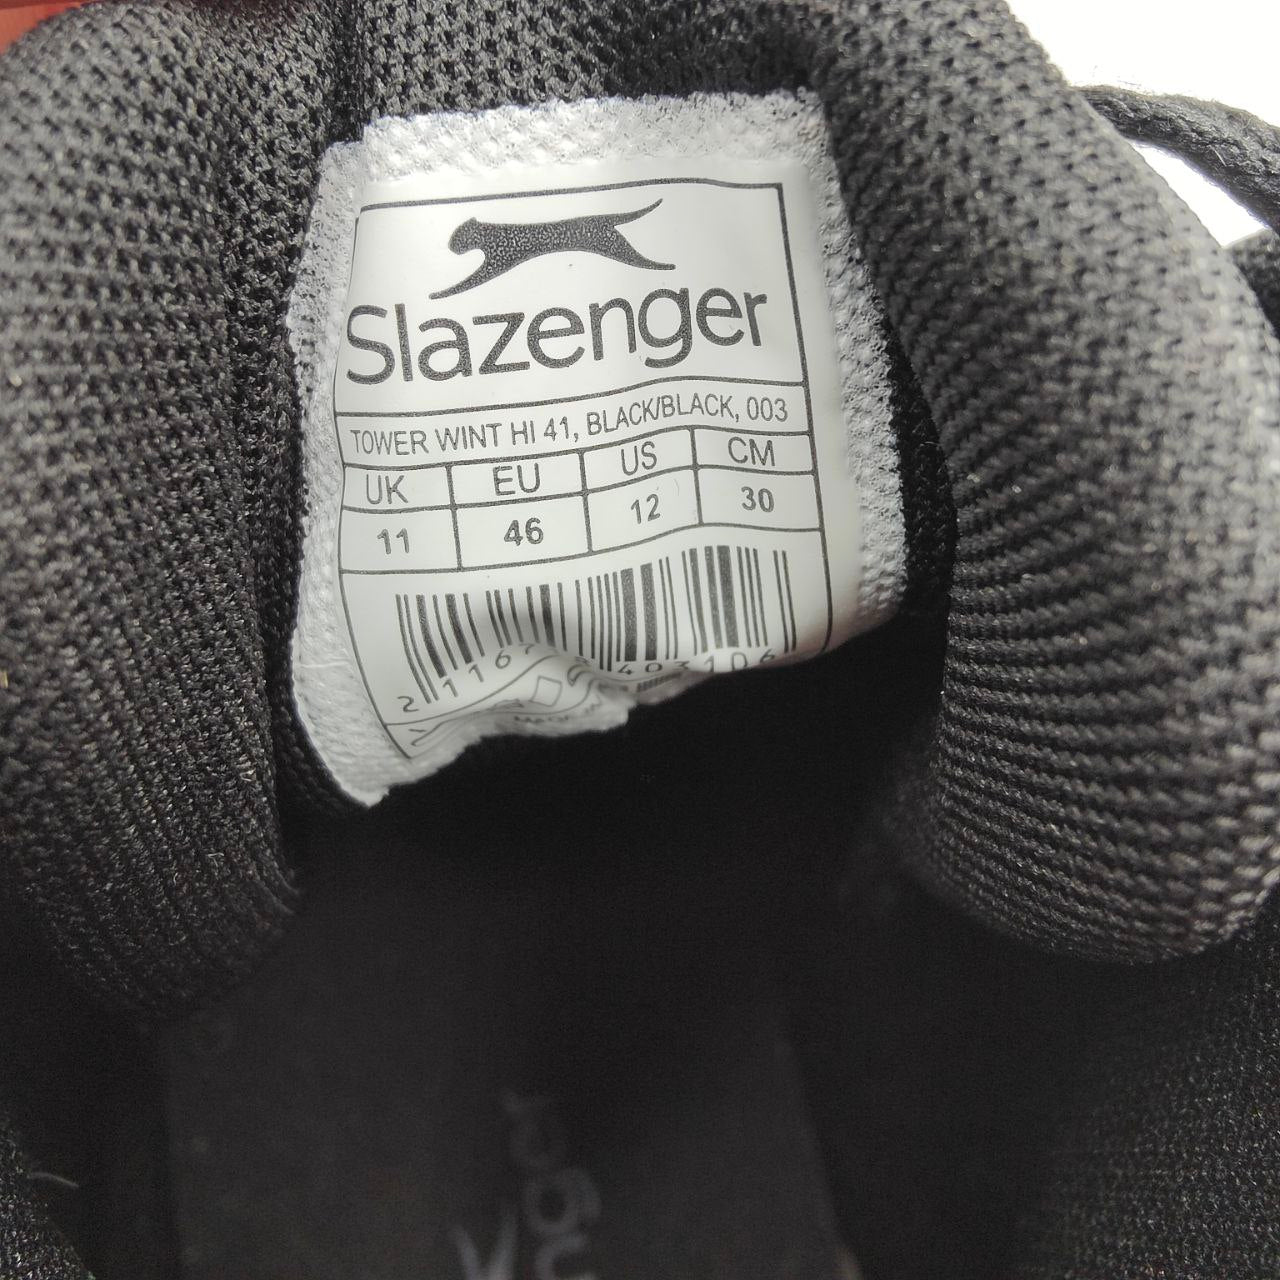 Slazenger
TOWER WINT HI 41, BLACK/BLACK, 003
UK EU US CM
11 46 12 30